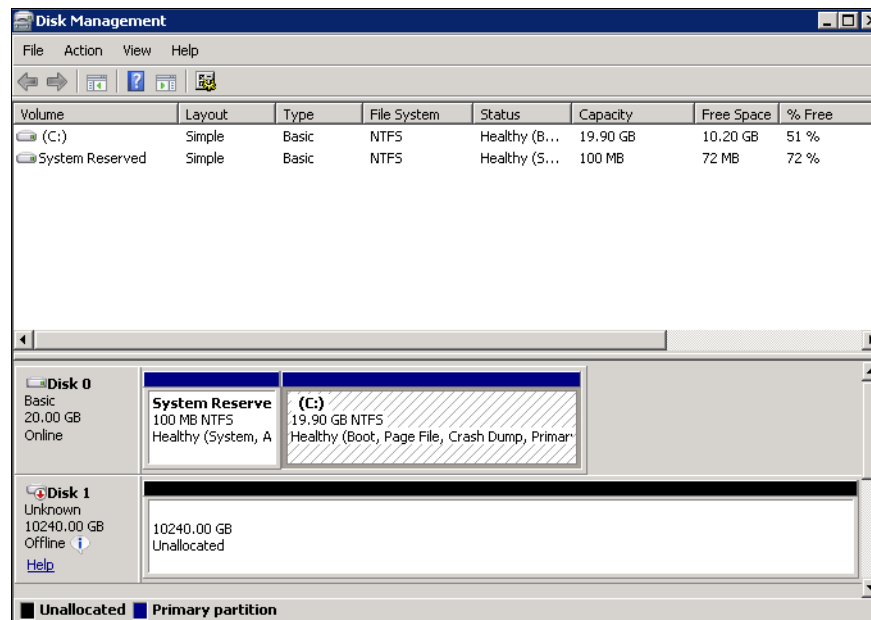 Disk Management
File Action View Help
Volume Layout Type File System Status Capacity Free Space % Free
(C:) Simple Basic NTFS Healthy (B... 19.90 GB 10.20 GB 51 %
System Reserved Simple Basic NTFS Healthy (S... 100 MB 72 MB 72 %
Disk 0
Basic
20.00 GB
Online
System Reserve
100 MB NTFS
Healthy (System, A
(C:)
19.90 GB NTFS
Healthy (Boot, Page File, Crash Dump, Primar
Disk 1
Unknown
10240.00 GB
Offline
Help
10240.00 GB
Unallocated
Unallocated Primary partition